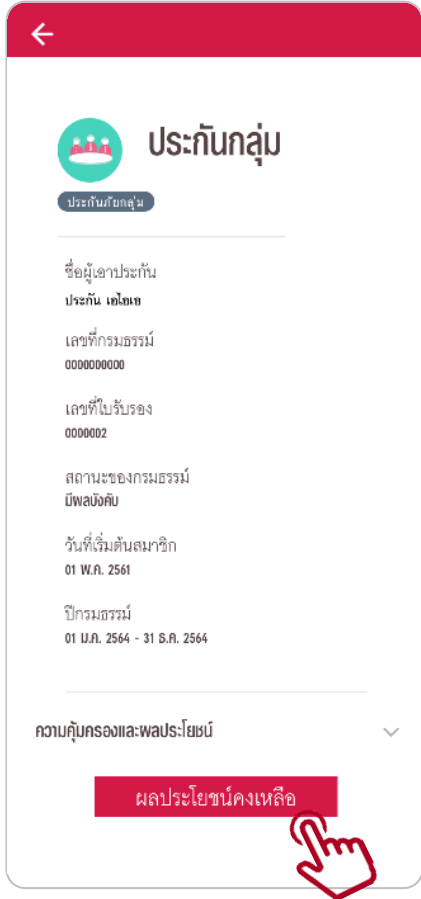 ประกันกลุ่ม
ประกันภัยกลุ่ม
ชื่อผู้เอาประกัน
ประกัน เอไอเอ
เลขที่กรมธรรม์
0000000000
เลขที่ใบรับรอง
0000002
สถานะของกรมธรรม์
มีผลบังคับ
วันที่เริ่มต้นสมาชิก
01 พ.ค. 2561
ปีกรมธรรม์
01 ม.ค. 2564 - 31 ธ.ค. 2564
ความคุ้มครองและผลประโยชน์
ผลประโยชน์คงเหลือ